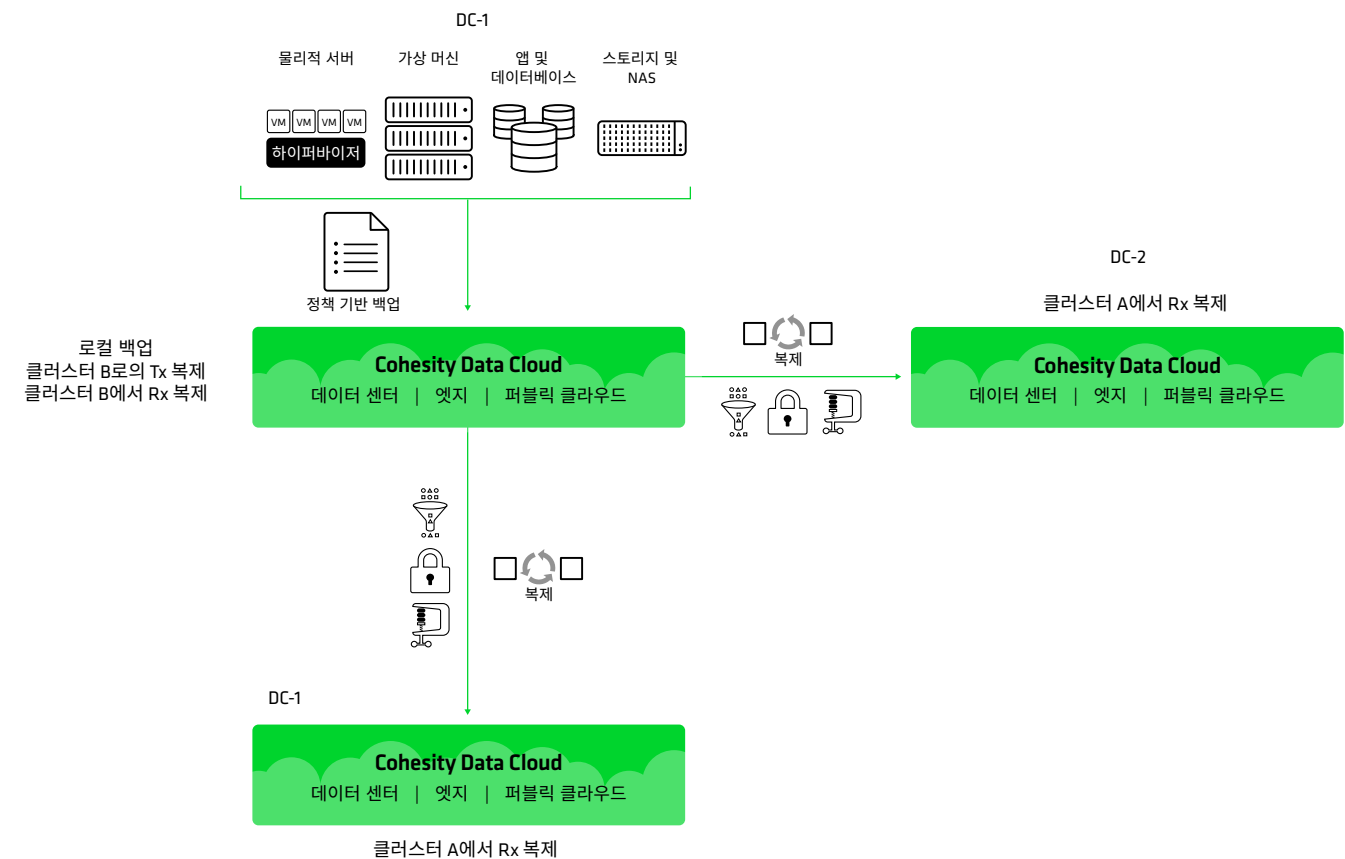 DC-1
물리적 서버
가상 머신
앱 및
데이터베이스
스토리지 및
NAS
VM VM VM VM
하이퍼바이저
정책 기반 백업
로컬 백업
클러스터 B로의 Tx 복제
클러스터 B에서 Rx 복제
Cohesity Data Cloud
데이터 센터 | 엣지 | 퍼블릭 클라우드
복제
DC-2
클러스터 A에서 Rx 복제
Cohesity Data Cloud
데이터 센터 | 엣지 | 퍼블릭 클라우드
복제
DC-1
Cohesity Data Cloud
데이터 센터 | 엣지 | 퍼블릭 클라우드
클러스터 A에서 Rx 복제